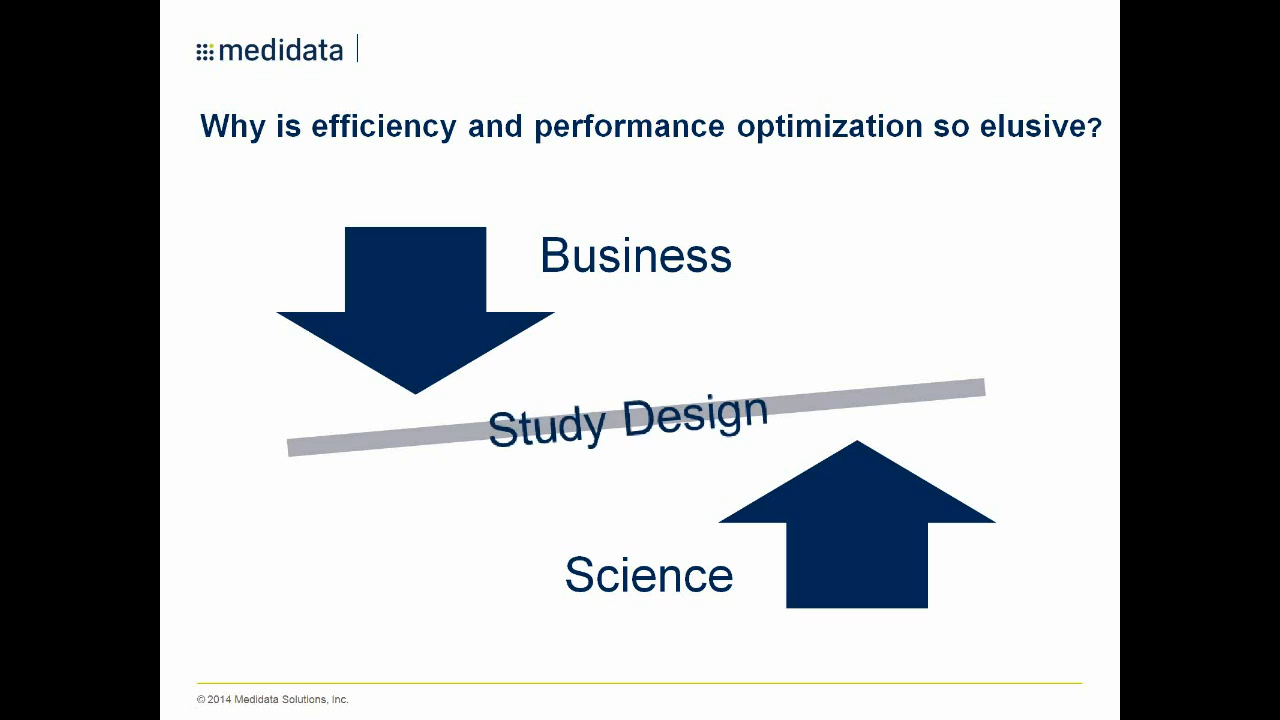 medidata
Why is efficiency and performance optimization so elusive?
Business
Study Design
Science
© 2014 Medidata Solutions, Inc.